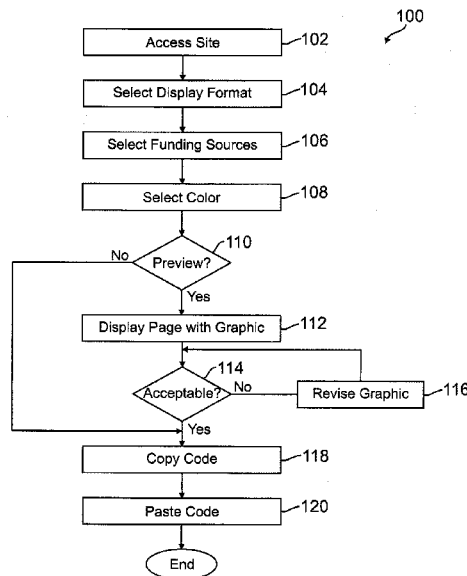 100
Access Site
102
Select Display Format
104
Select Funding Sources
106
Select Color
108
110
No
Preview?
Yes
Display Page with Graphic
112
114
Acceptable?
No
Revise Graphic
116
Yes
Copy Code
118
Paste Code
120
End